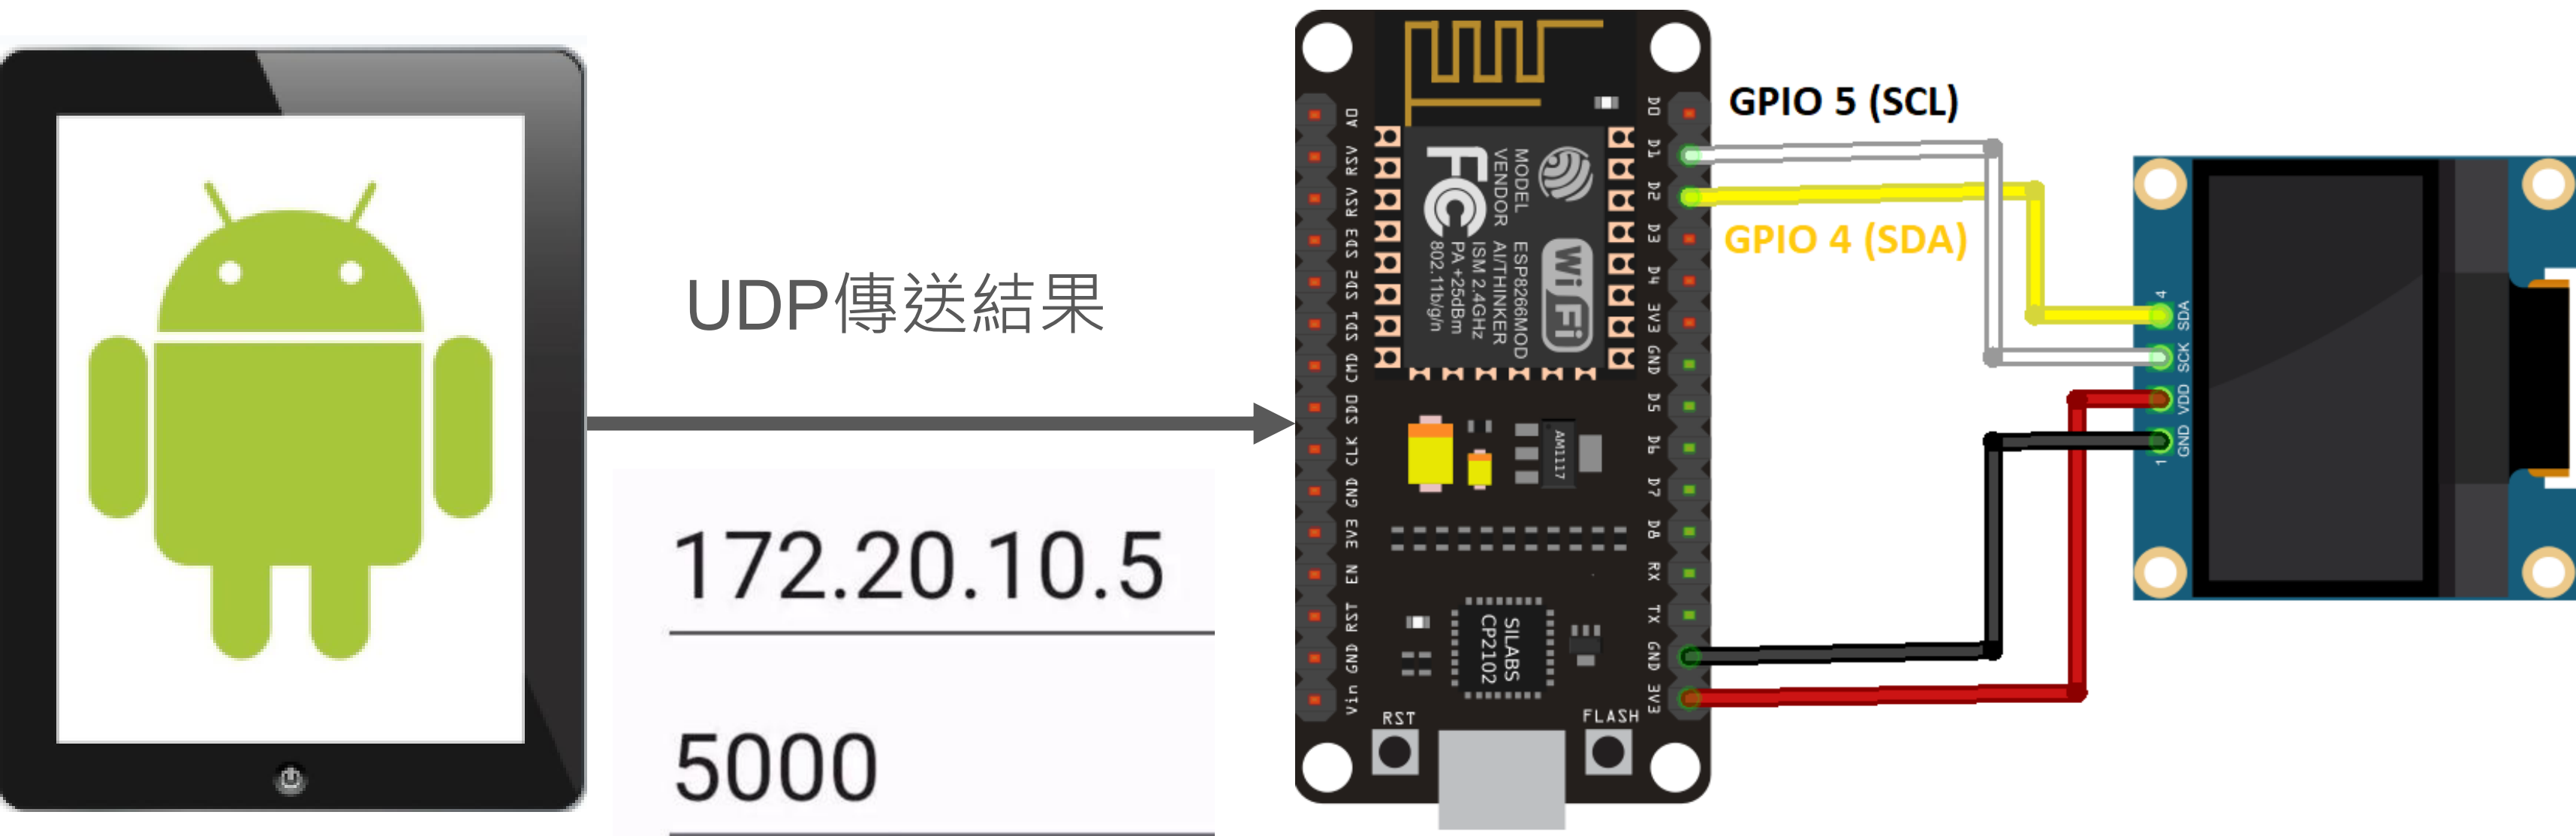 UDP傳送結果
172.20.10.5
5000
A0
RSV
RSV
SD3
SD2
SD1
CMD
SD0
CLK
GND
3V3
EN
RST
GND
Vin
FC
MODEL
VENDOR
ESP8266MOD
AI/THINKER
ISM 2.4GHz
PA +25dBm
802.11b/g/n
WiFi
AM1117
SILABS
CP2102
RST
FLASH
D0
D1
D2
D3
D4
3V3
GND
D5
D6
D7
D8
RX
TX
GND
3V3
GPIO 5 (SCL)
GPIO 4 (SDA)
4
SDA
SCK
VDD
GND
1